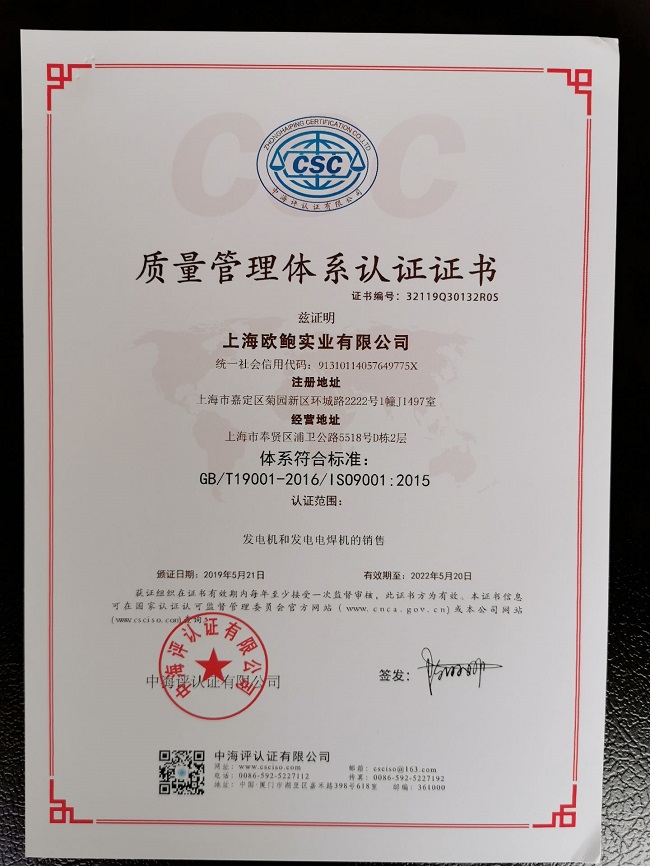 CSC
ZHONGHAIPING CERTIFICATION CO.,LTD
CSC
中海评认证有限公司
质量管理体系认证证书
证书编号：32119Q30132R0S
兹证明
上海欧鲍实业有限公司
统一社会信用代码：91310114057649775X
注册地址
上海市嘉定区菊园新区环城路2222号1幢J1497室
经营地址
上海市奉贤区浦卫公路5518号D栋2层
体系符合标准：
GB/T19001-2016/ISO9001:2015
认证范围：
发电机和发电电焊机的销售
颁证日期：2019年5月21日 有效期至：2022年5月20日
获证组织在证书有效期内每年至少接受一次监督审核，此证书方为有效。本证书信息
可在国家认证认可监督管理委员会官方网站（www.cnca.gov.cn)或本公司网站
(www.csciso.com)查询。
中海评认证有限公司
中海评认证有限公司
签发：
中海评认证有限公司
网址：www.csciso.com 邮箱：csciso@163.com
电话：0086-592-5227112 传真：0086-592-5227192
地址：中国·厦门市湖里区嘉禾路398号618室 邮编：361000